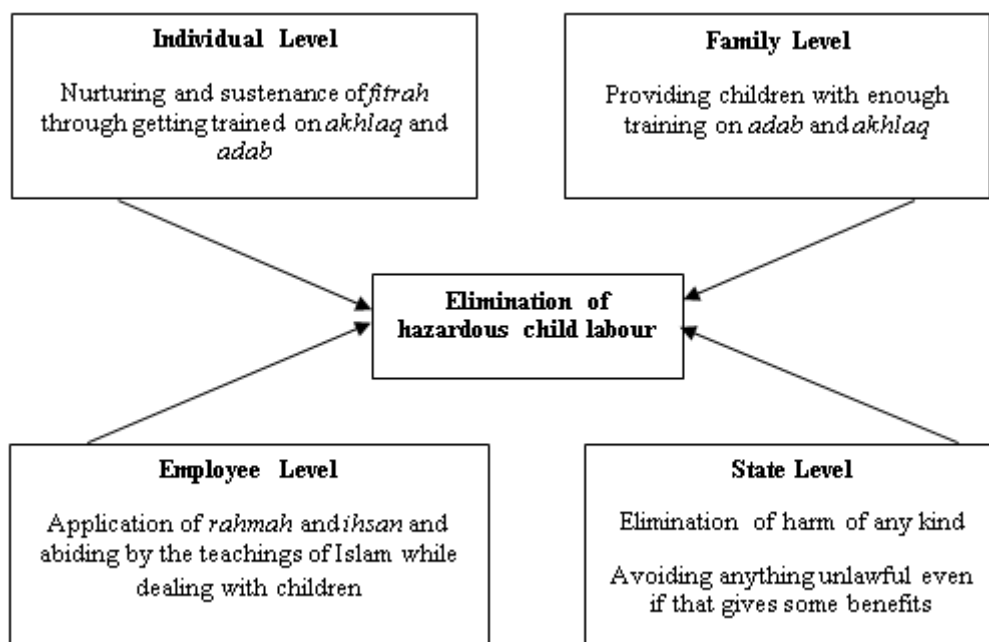 Individual Level
Nurturing and sustenance of fitrah
through getting trained on akhlaq and
adab
Family Level
Providing children with enough
training on adab and akhlaq
Elimination of
hazardous child labour
Employee Level
Application of rahmah and ihsan and
abiding by the teachings of Islam while
dealing with children
State Level
Elimination of harm of any kind
Avoiding anything unlawful even
if that gives some benefits